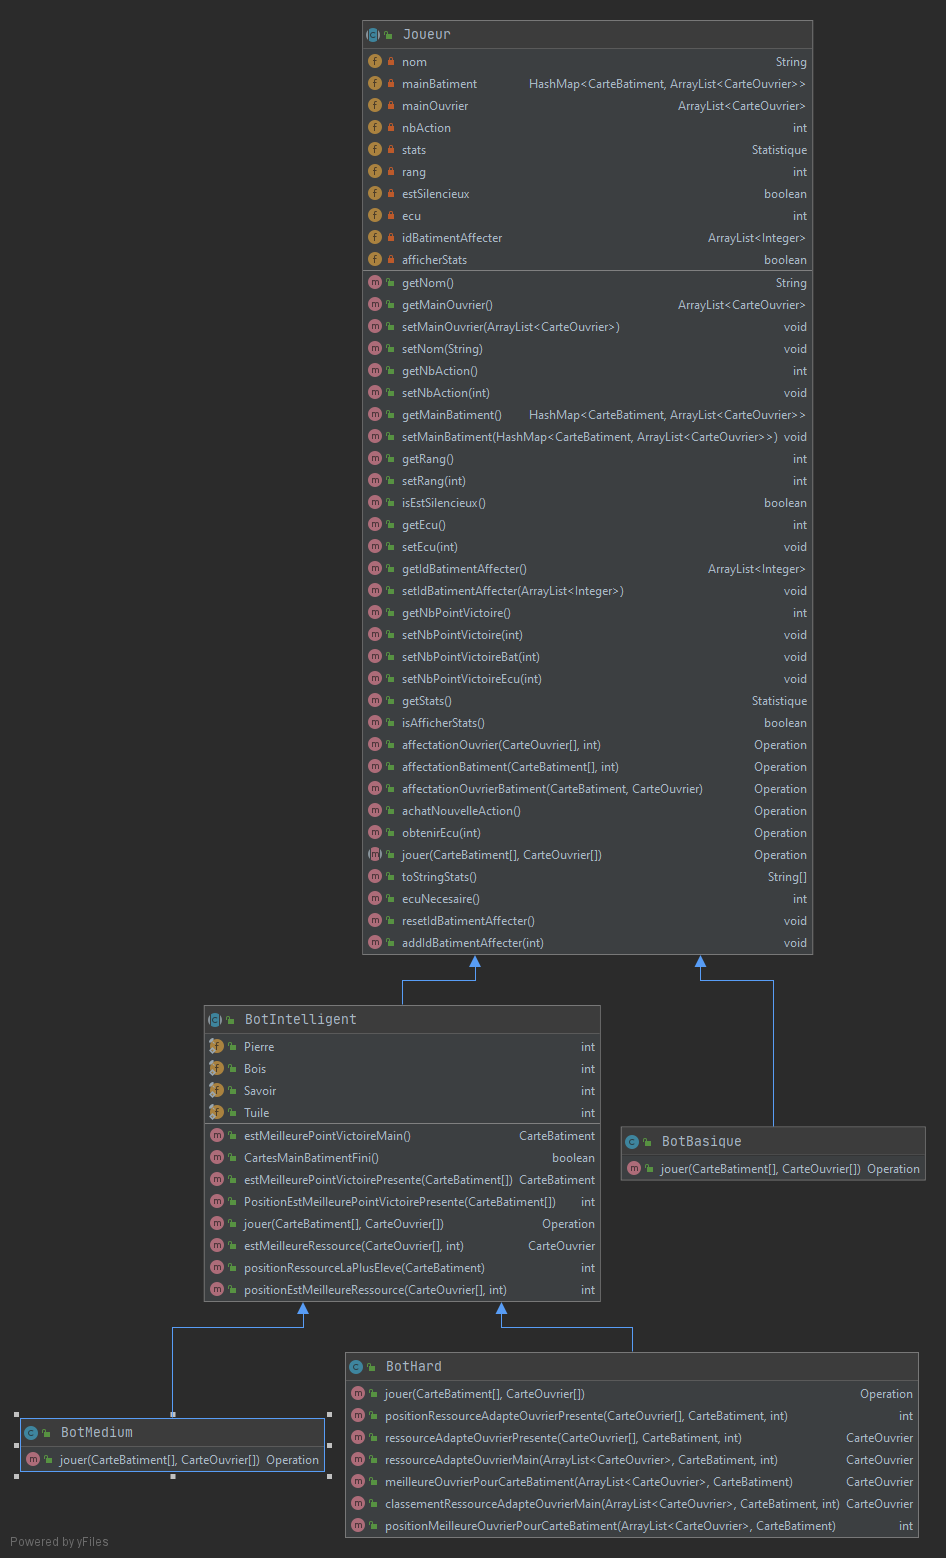 Joueur
nom String
mainBatiment HashMap<CarteBatiment, ArrayList<CarteOuvrier>>
mainOuvrier ArrayList<CarteOuvrier>
nbAction int
stats Statistique
rang int
estSilencieux boolean
ecu int
idBatimentAffecter ArrayList<Integer>
afficherStats boolean
getNom() String
getMainOuvrier() ArrayList<CarteOuvrier>
setMainOuvrier(ArrayList<CarteOuvrier>) void
setNom(String) void
getNbAction() int
setNbAction(int) void
getMainBatiment() HashMap<CarteBatiment, ArrayList<CarteOuvrier>>
setMainBatiment(HashMap<CarteBatiment, ArrayList<CarteOuvrier>>) void
getRang() int
setRang(int) int
isEstSilencieux() boolean
getEcu() int
setEcu(int) void
getIdBatimentAffecter() ArrayList<Integer>
setIdBatimentAffecter(ArrayList<Integer>) void
getNbPointVictoire() int
setNbPointVictoire(int) void
setNbPointVictoireBat(int) void
setNbPointVictoireEcu(int) void
getStats() Statistique
isAfficherStats() boolean
affectationOuvrier(CarteOuvrier[], int) Operation
affectationBatiment(CarteBatiment[], int) Operation
affectationOuvrierBatiment(CarteBatiment, CarteOuvrier) Operation
achatNouvelleAction() Operation
obtenirEcu(int) Operation
jouer(CarteBatiment[], CarteOuvrier[]) Operation
toStringStats() String[]
ecuNecesaire() int
resetIdBatimentAffecter() void
addIdBatimentAffecter(int) void
BotIntelligent
Pierre int
Bois int
Savoir int
Tuile int
estMeilleurePointVictoireMain() CarteBatiment
CartesMainBatimentFini() boolean
estMeilleurePointVictoirePresente(CarteBatiment[]) CarteBatiment
PositionEstMeilleurePointVictoirePresente(CarteBatiment[]) int
jouer(CarteBatiment[], CarteOuvrier[]) Operation
estMeilleureRessource(CarteOuvrier[], int) CarteOuvrier
positionRessourceLaPlusEleve(CarteBatiment) int
positionEstMeilleureRessource(CarteOuvrier[], int) int
BotBasique
jouer(CarteBatiment[], CarteOuvrier[]) Operation
BotHard
jouer(CarteBatiment[], CarteOuvrier[]) Operation
positionRessourceAdapteOuvrierPresente(CarteOuvrier[], CarteBatiment, int) int
ressourceAdapteOuvrierPresente(CarteOuvrier[], CarteBatiment, int) CarteOuvrier
ressourceAdapteOuvrierMain(ArrayList<CarteOuvrier>, CarteBatiment, int) CarteOuvrier
meilleureOuvrierPourCarteBatiment(ArrayList<CarteOuvrier>, CarteBatiment) CarteOuvrier
classementRessourceAdapteOuvrierMain(ArrayList<CarteOuvrier>, CarteBatiment, int) CarteOuvrier
positionMeilleureOuvrierPourCarteBatiment(ArrayList<CarteOuvrier>, CarteBatiment) int
BotMedium
jouer(CarteBatiment[], CarteOuvrier[]) Operation
Powered by yFiles